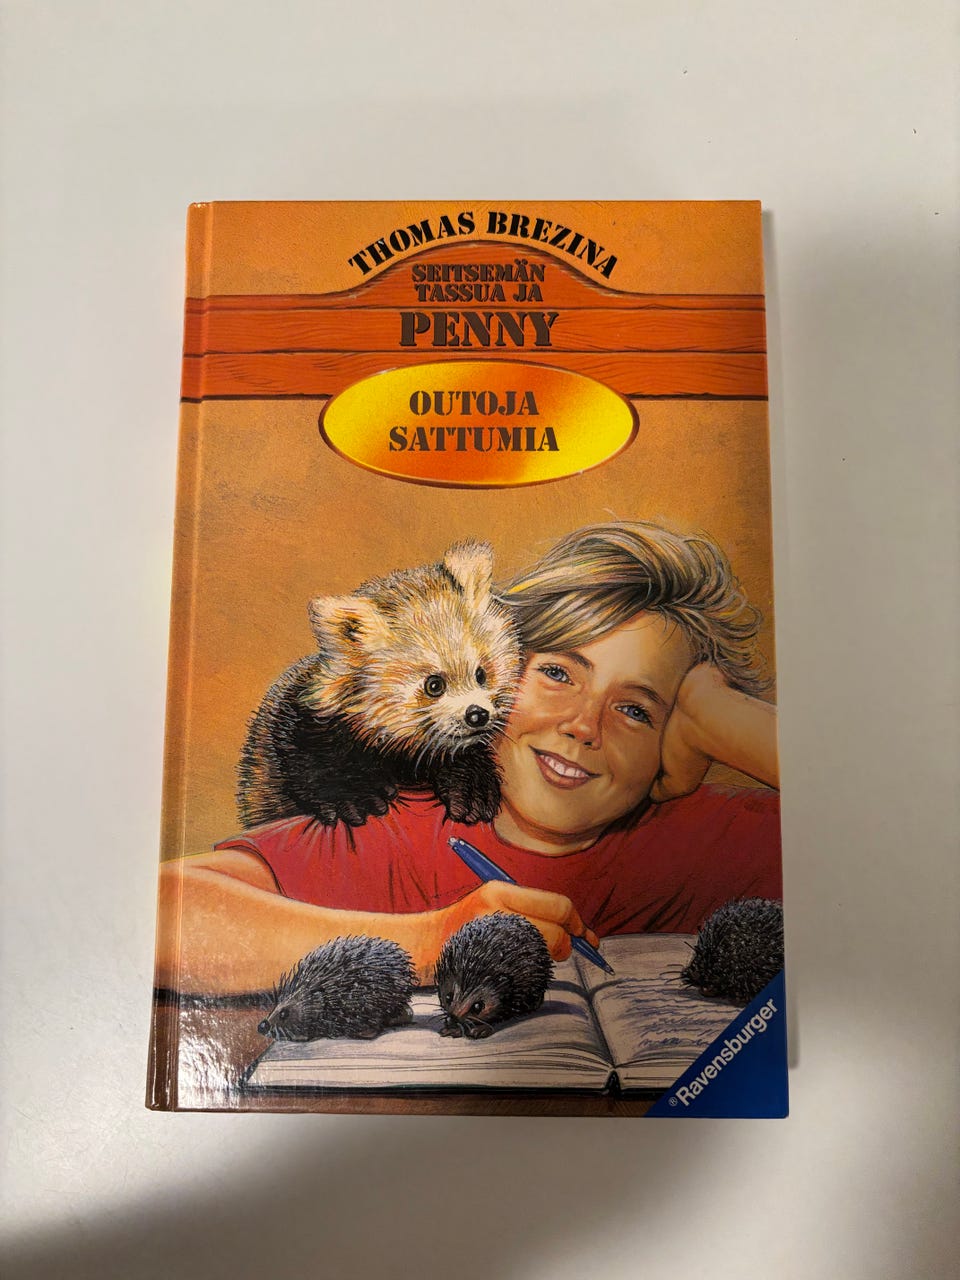 THOMAS BREZINA
SEITSEMÄN
TASSUA JA
PENNY
OUTOJA
SATTUMIA
®Ravensburger